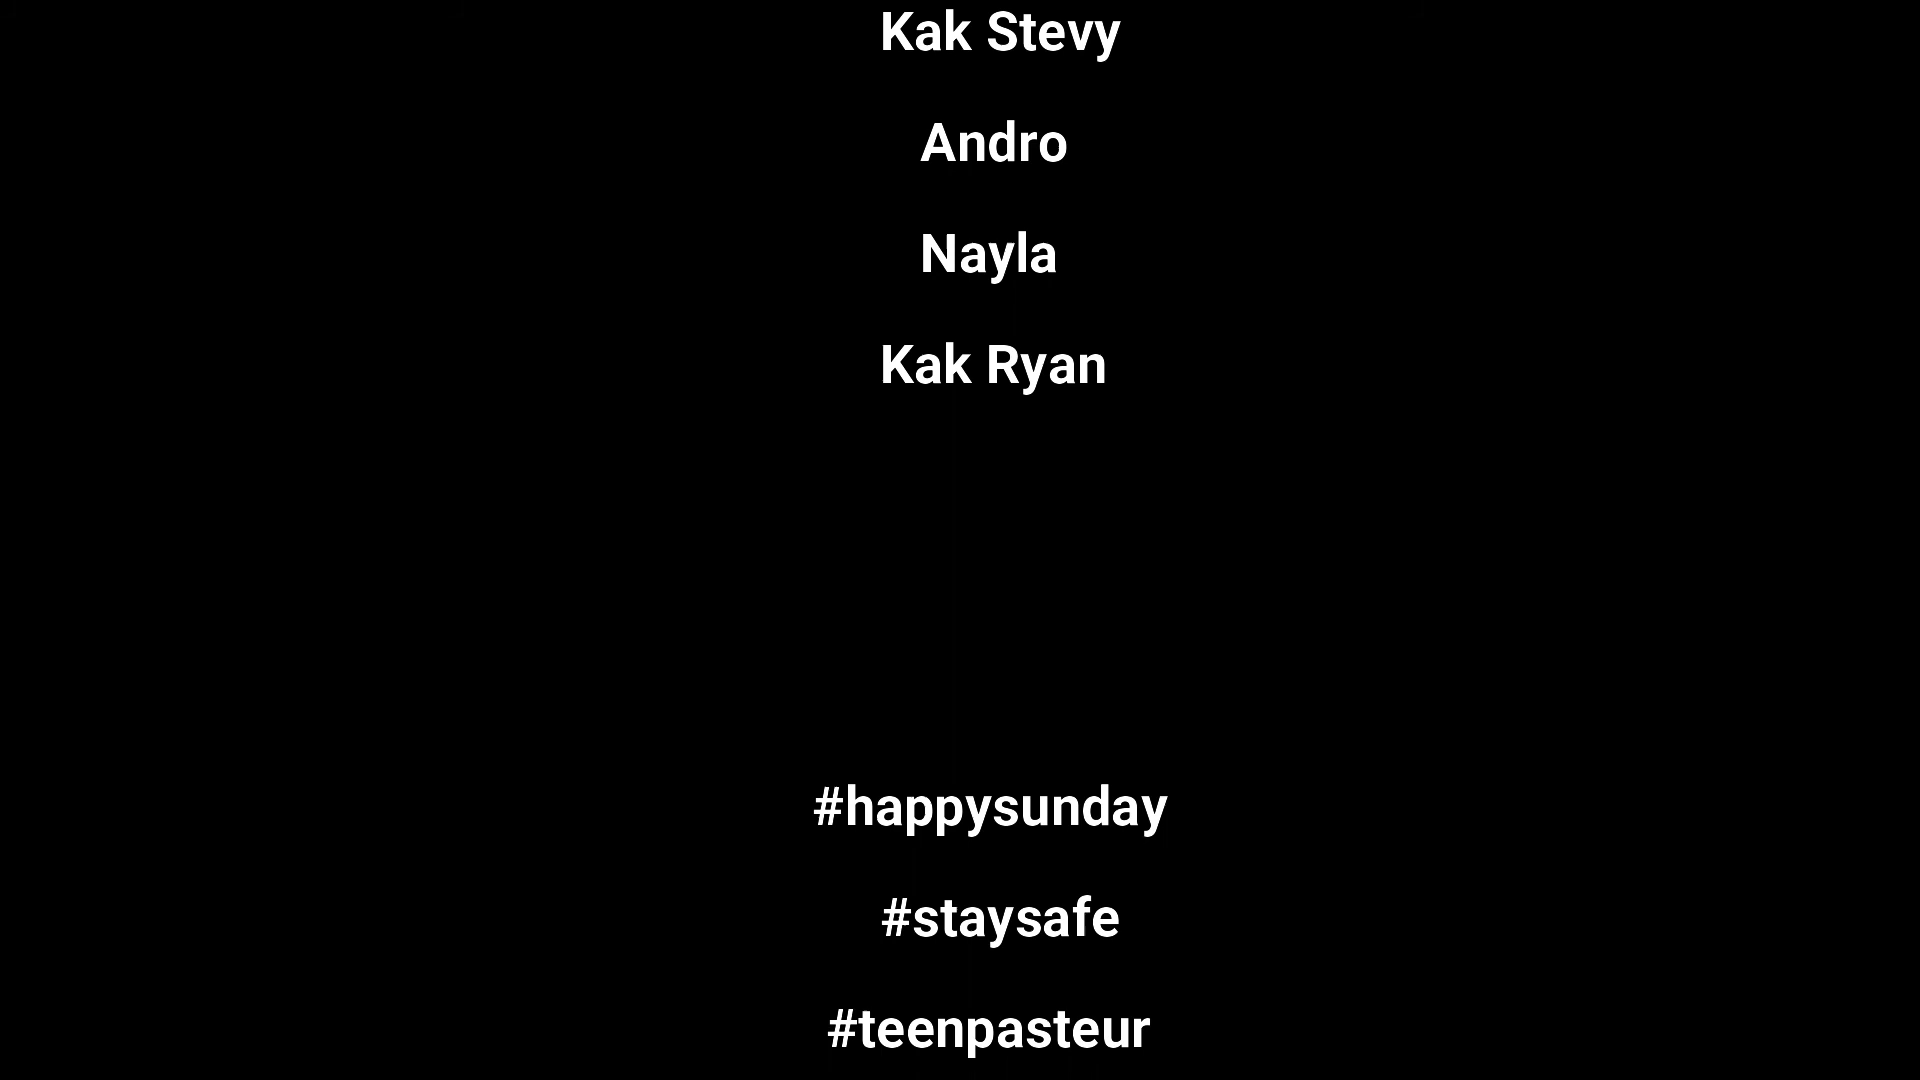 Kak Stevy
Andro
Nayla
Kak Ryan
#happysunday
#staysafe
#teenpasteur